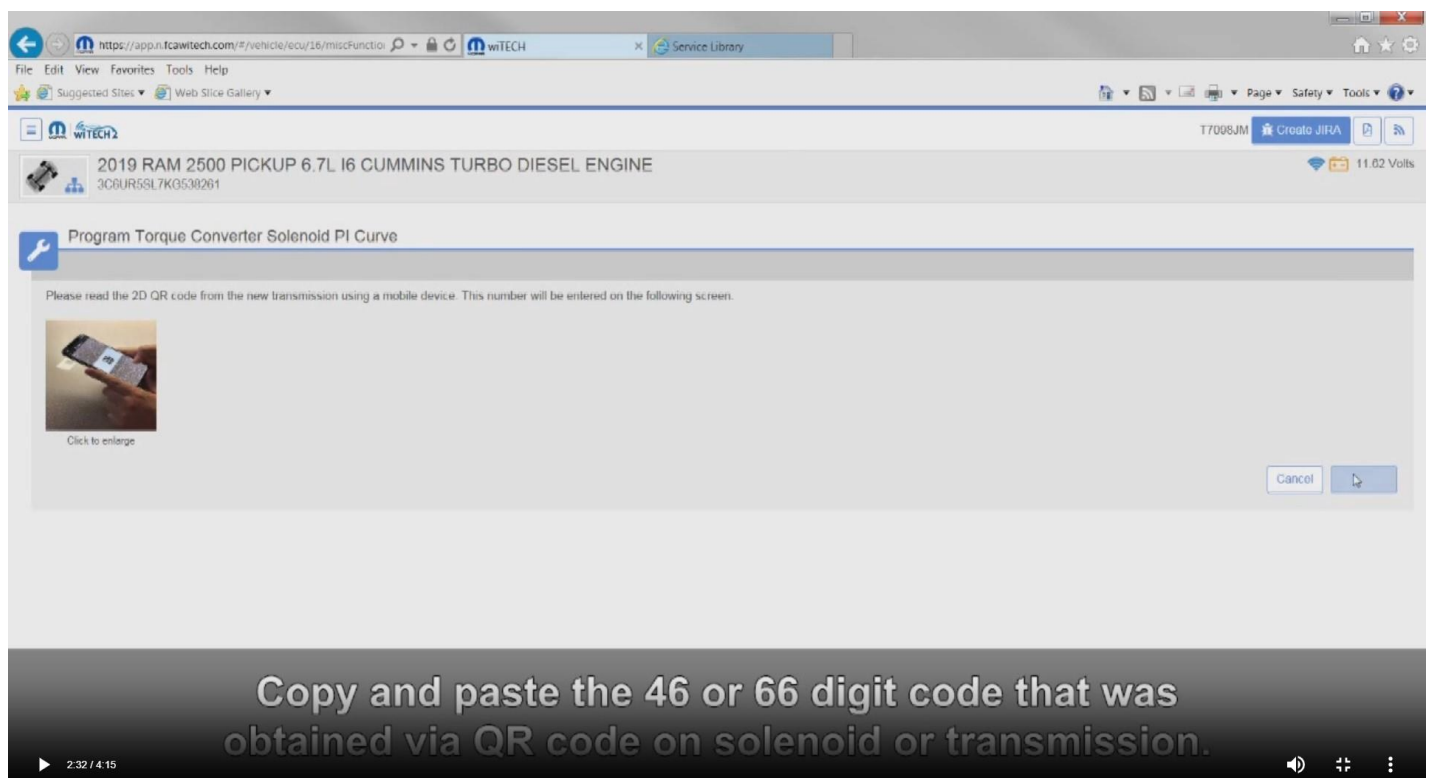 https://app.n.fcawitech.com/#/vehicle/ecu/16/miscFunctio
wiTECH
Service Library
File Edit View Favorites Tools Help
Suggested Sites
Web Slice Gallery
Page Safety Tools
wiTECH2
T7098JM
Create JIRA
2019 RAM 2500 PICKUP 6.7L I6 CUMMINS TURBO DIESEL ENGINE
11.62 Volts
3C6UR5SL7KG538261
Program Torque Converter Solenoid PI Curve
Please read the 2D QR code from the new transmission using a mobile device. This number will be entered on the following screen.
Click to enlarge
Cancel
Copy and paste the 46 or 66 digit code that was
obtained via QR code on solenoid or transmission.
2:32 / 4:15